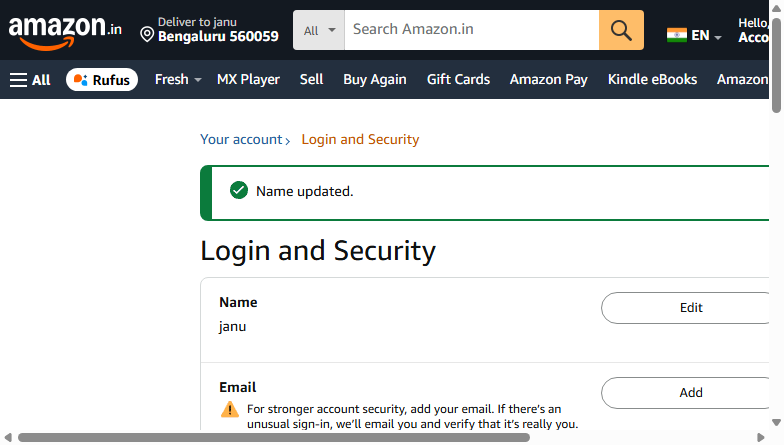 amazon.in
Deliver to janu
Bengaluru 560059
All
Search Amazon.in
EN
Hello,
Acco
All
Rufus
Fresh
MX Player
Sell
Buy Again
Gift Cards
Amazon Pay
Kindle eBooks
Amazon
Your account › Login and Security
Name updated.
Login and Security
Name
janu
Edit
Email
Add
For stronger account security, add your email. If there's an
unusual sign-in, we'll email you and verify that it's really you.